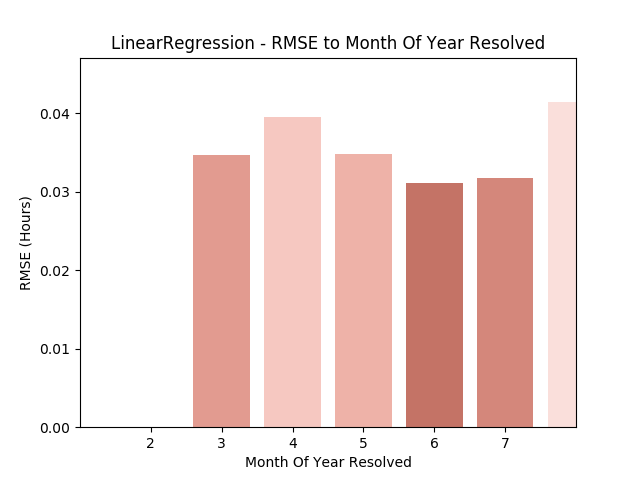 LinearRegression - RMSE to Month Of Year Resolved
0.04
0.03
0.02
0.01
0.00
RMSE (Hours)
2 3 4 5 6 7
Month Of Year Resolved